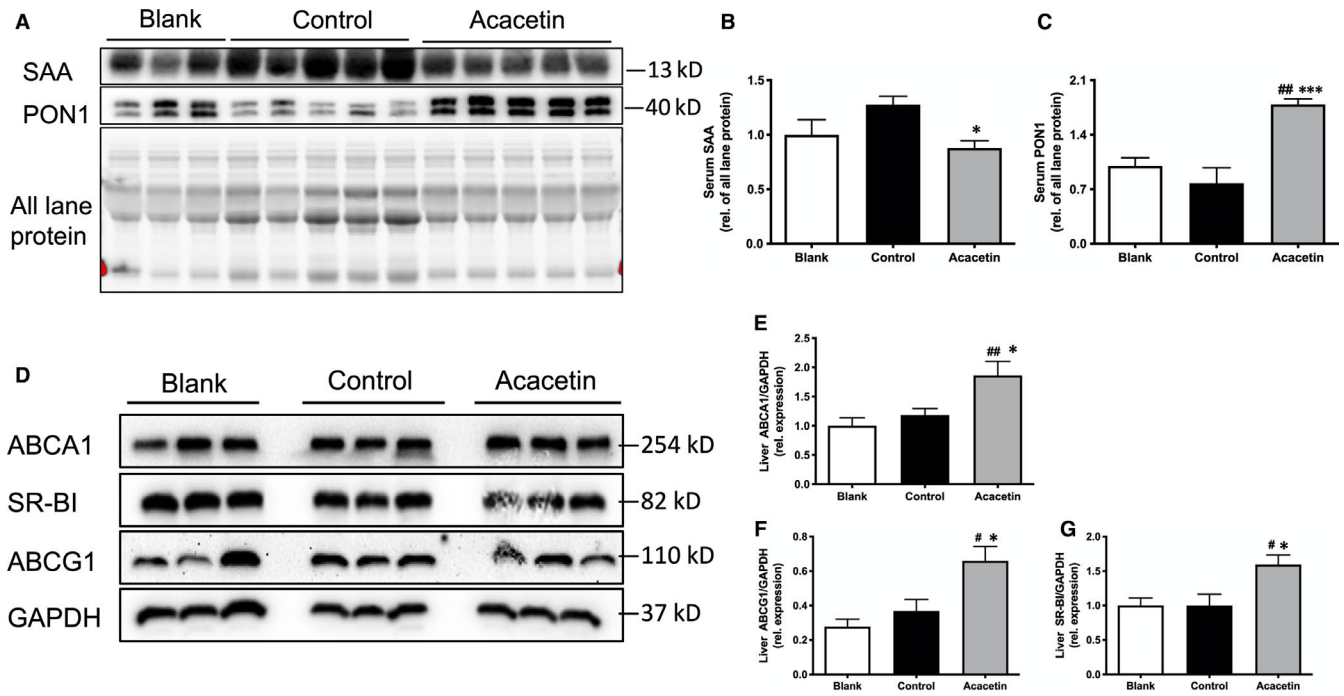 A
Blank Control Acacetin
SAA
13 kD
PON1
40 kD
All lane
protein
B
Serum SAA
(rel. of all lane protein)
1.5
1.0
0.5
0.0
*
Blank Control Acacetin
C
Serum PON1
(rel. of all lane protein)
2.1
1.4
0.7
0.0
## ***
Blank Control Acacetin
D
Blank Control Acacetin
ABCA1
254 kD
SR-BI
82 kD
ABCG1
110 kD
GAPDH
37 kD
E
Liver ABCA1/GAPDH
(rel. expression)
2.5
2.0
1.5
1.0
0.5
0.0
## *
Blank Control Acacetin
F
Liver ABCG1/GAPDH
(rel. expression)
0.8
0.6
0.4
0.2
0.0
# *
Blank Control Acacetin
G
Liver SR-BI/GAPDH
(rel. expression)
2.0
1.5
1.0
0.5
0.0
# *
Blank Control Acacetin